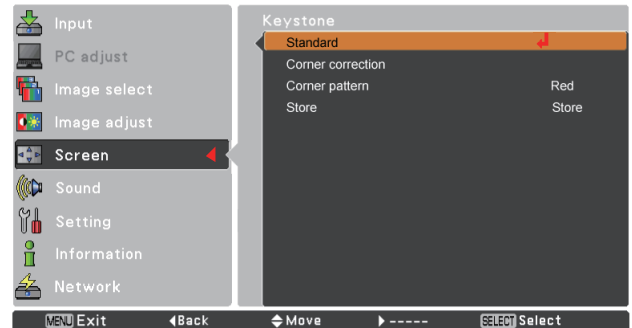 Input
PC adjust
Image select
Image adjust
Screen
Sound
Setting
Information
Network
Keystone
Standard
Corner correction
Corner pattern Red
Store Store
MENU Exit ◀Back Move ▶ ----- SELECT Select